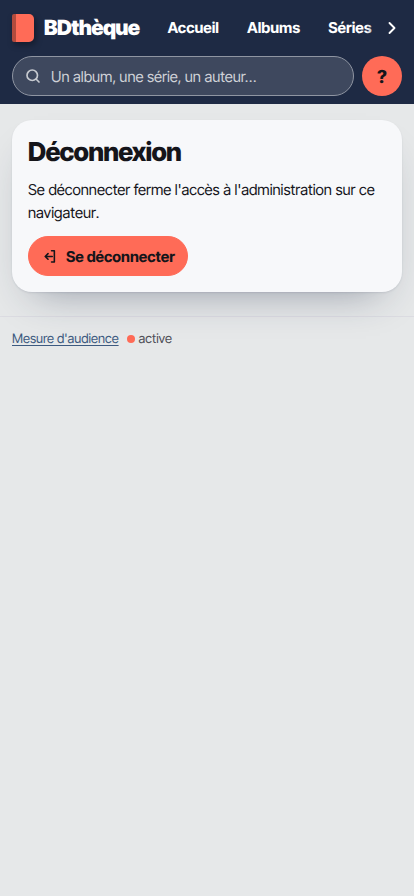 BDthèque Accueil Albums Séries
Un album, une série, un auteur...
?
Déconnexion
Se déconnecter ferme l'accès à l'administration sur ce
navigateur.
Se déconnecter
Mesure d'audience active